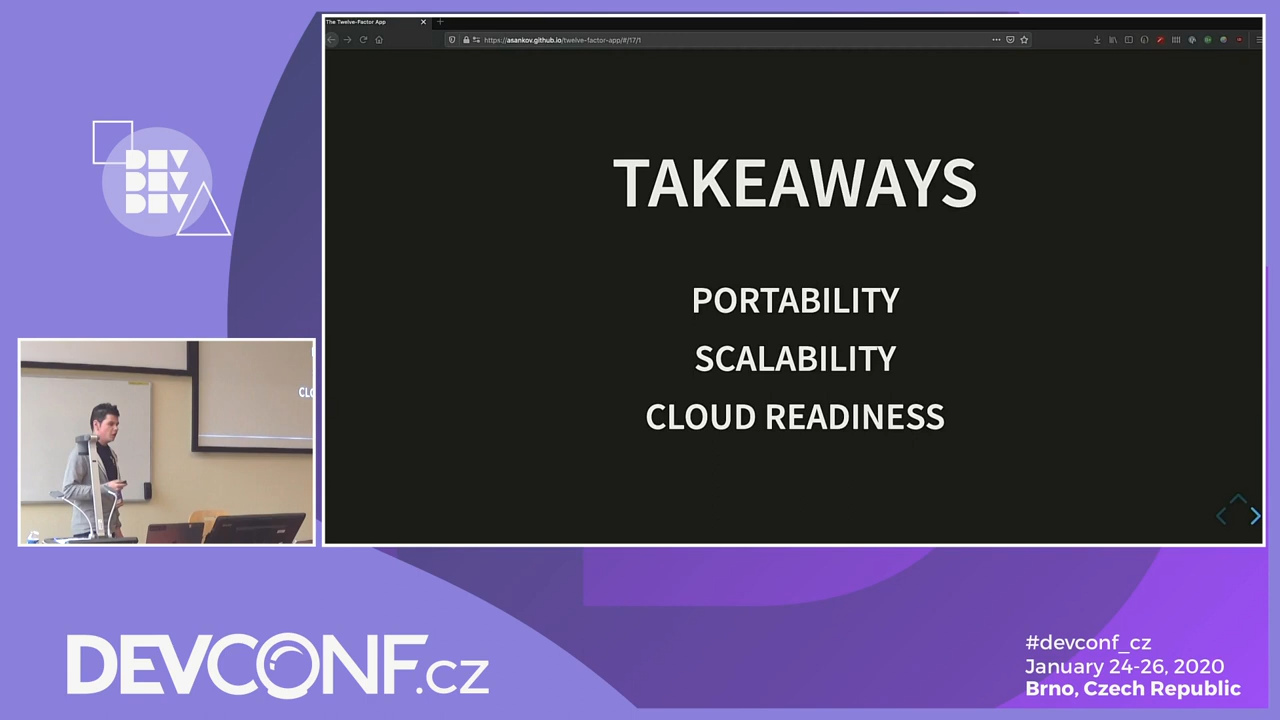 The Twelve-Factor App
https://asankov.github.io/twelve-factor-app/#/17/1
TAKEAWAYS
PORTABILITY
SCALABILITY
CLOUD READINESS
DEV
DEV
DEV
CLO
DEVCONF.CZ
#devconf_cz
January 24-26, 2020
Brno, Czech Republic